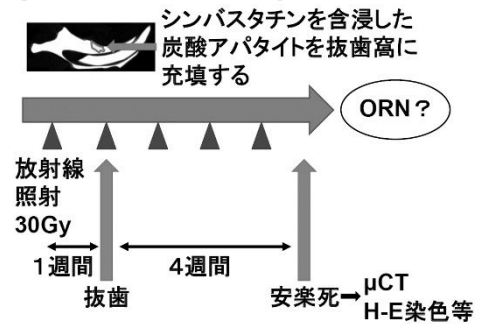 シンバスタチンを含浸した
炭酸アパタイトを抜歯窩に
充填する
ORN？
放射線
照射
30Gy
1週間
4週間
抜歯
安楽死
μCT
H-E染色等